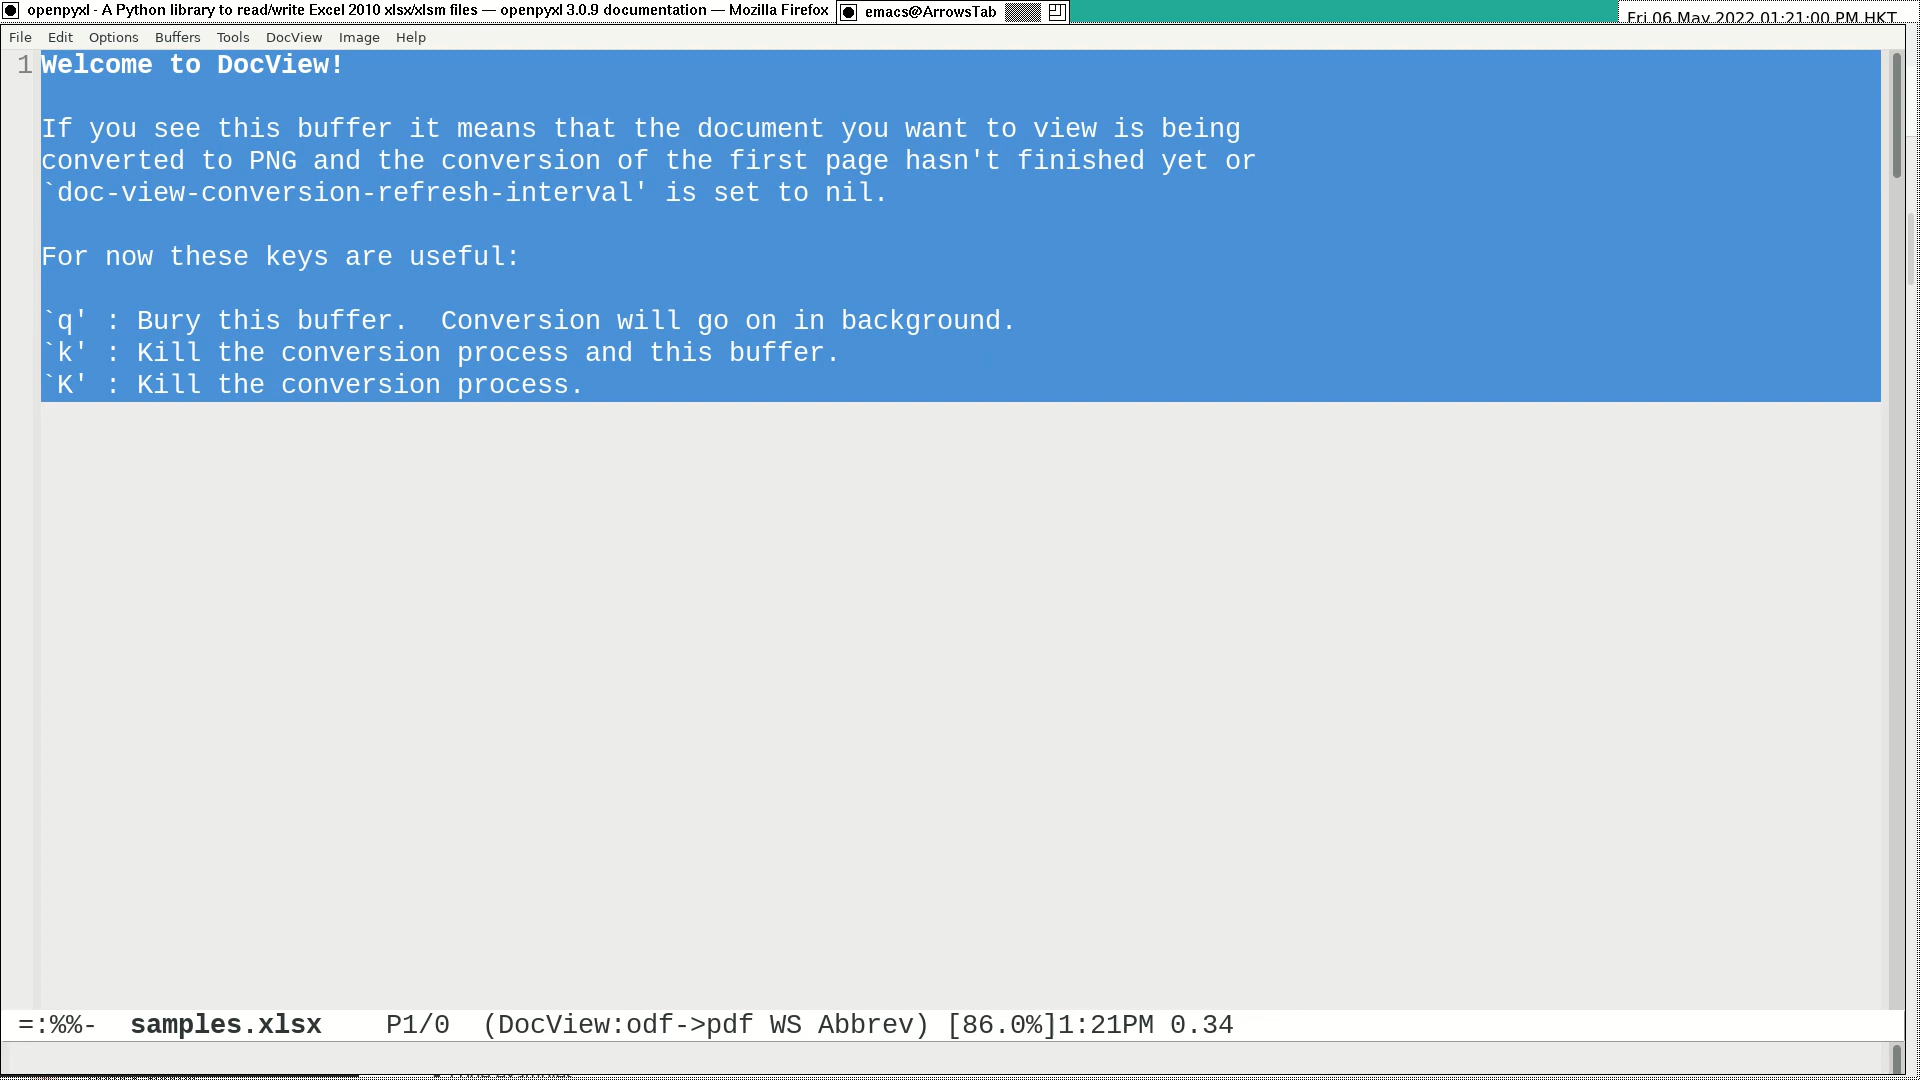 openpyxl - A Python library to read/write Excel 2010 xlsx/xlsm files — openpyxl 3.0.9 documentation — Mozilla Firefox
emacs@ArrowsTab
Fri 06 May 2022 01:21:00 PM HKT
File Edit Options Buffers Tools DocView Image Help
1 Welcome to DocView!
If you see this buffer it means that the document you want to view is being
converted to PNG and the conversion of the first page hasn't finished yet or
`doc-view-conversion-refresh-interval' is set to nil.
For now these keys are useful:
`q' : Bury this buffer.  Conversion will go on in background.
`k' : Kill the conversion process and this buffer.
`K' : Kill the conversion process.
=:%%-  samples.xlsx    P1/0  (DocView:odf->pdf WS Abbrev) [86.0%]1:21PM 0.34